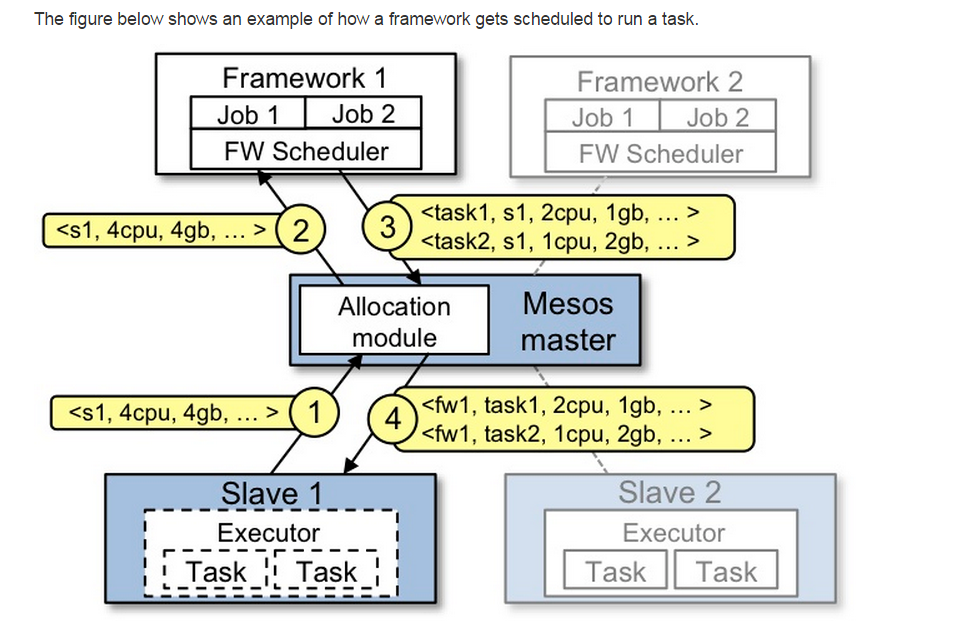 The figure below shows an example of how a framework gets scheduled to run a task.
Framework 1
Job 1 Job 2
FW Scheduler
Framework 2
Job 1 Job 2
FW Scheduler
<s1, 4cpu, 4gb, ... > 2
3 <task1, s1, 2cpu, 1gb, ... >
<task2, s1, 1cpu, 2gb, ... >
Allocation
module
Mesos
master
<s1, 4cpu, 4gb, ... > 1
4 <fw1, task1, 2cpu, 1gb, ... >
<fw1, task2, 1cpu, 2gb, ... >
Slave 1
Executor
Task Task
Slave 2
Executor
Task Task